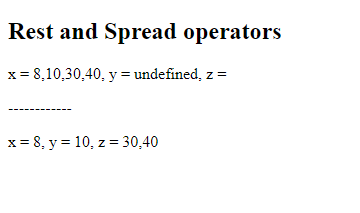 Rest and Spread operators
x = 8,10,30,40, y = undefined, z =
------------
x = 8, y = 10, z = 30,40